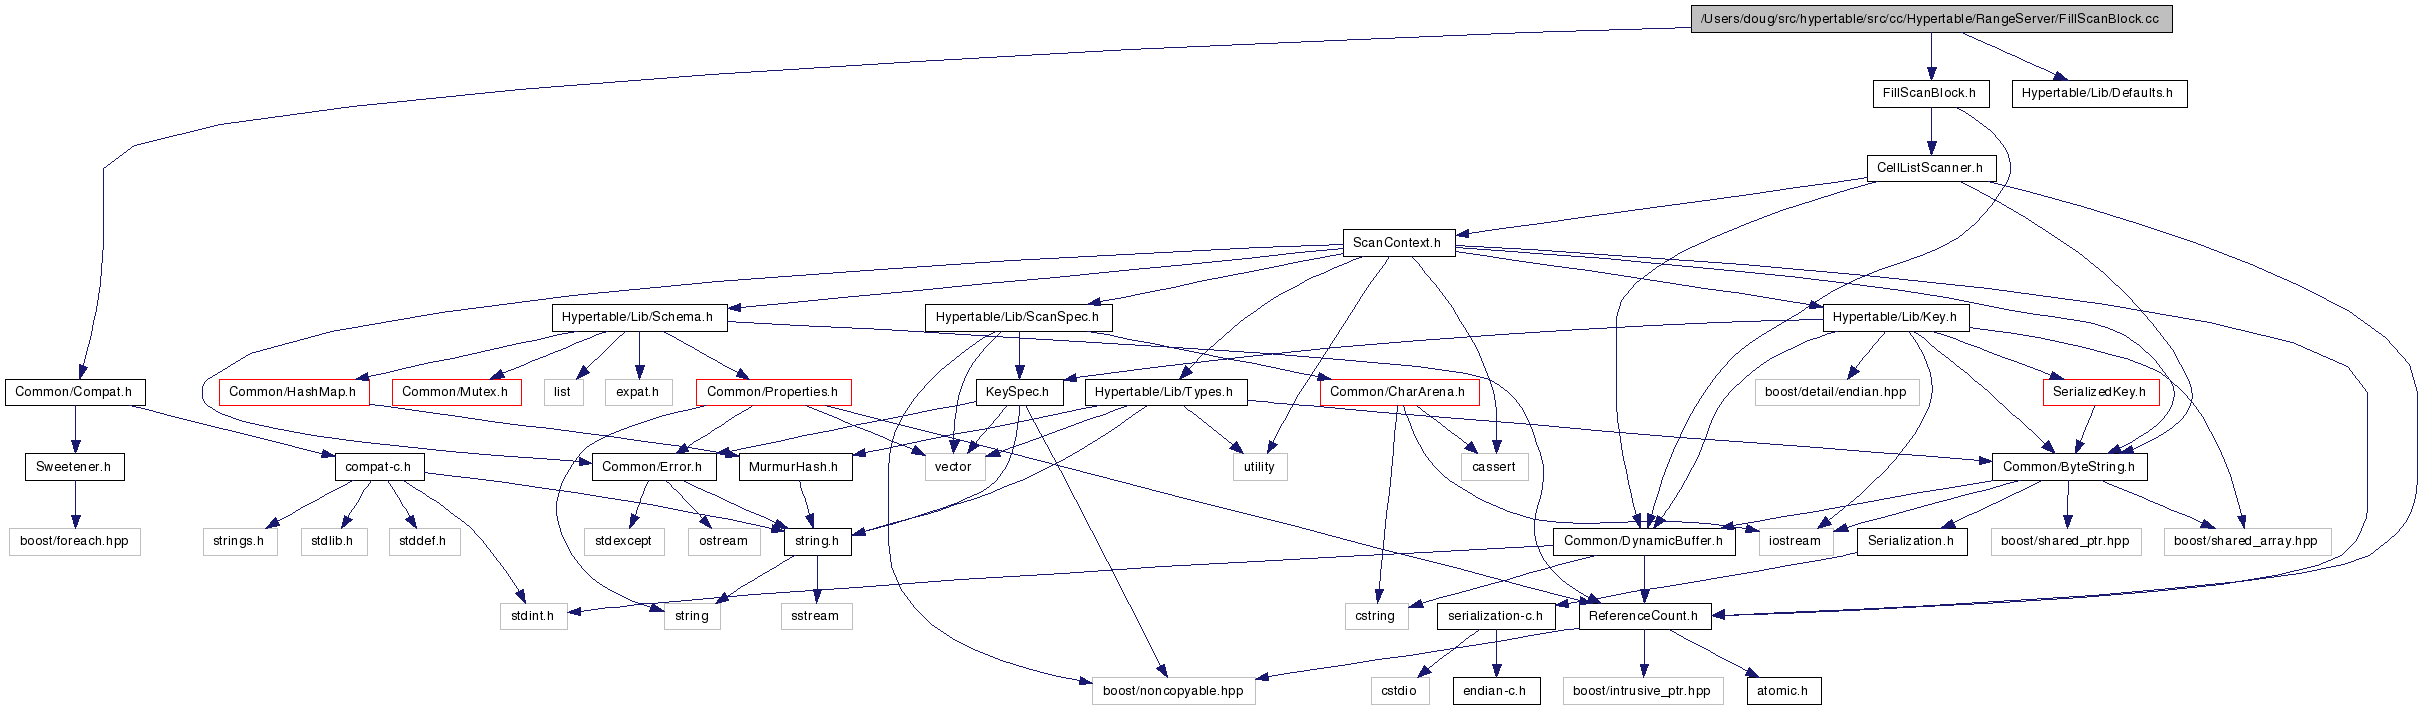 /Users/doug/src/hypertable/src/cc/Hypertable/RangeServer/FillScanBlock.cc
FillScanBlock.h
Hypertable/Lib/Defaults.h
CellListScanner.h
ScanContext.h
Hypertable/Lib/Schema.h
Hypertable/Lib/ScanSpec.h
Hypertable/Lib/Key.h
Common/Compat.h
Common/HashMap.h
Common/Mutex.h
list
expat.h
Common/Properties.h
KeySpec.h
Hypertable/Lib/Types.h
Common/CharArena.h
boost/detail/endian.hpp
SerializedKey.h
Sweetener.h
compat-c.h
Common/Error.h
MurmurHash.h
vector
utility
cassert
Common/ByteString.h
boost/foreach.hpp
strings.h
stdlib.h
stddef.h
stdexcept
ostream
string.h
Common/DynamicBuffer.h
iostream
Serialization.h
boost/shared_ptr.hpp
boost/shared_array.hpp
stdint.h
string
sstream
cstring
serialization-c.h
ReferenceCount.h
boost/noncopyable.hpp
cstdio
endian-c.h
boost/intrusive_ptr.hpp
atomic.h